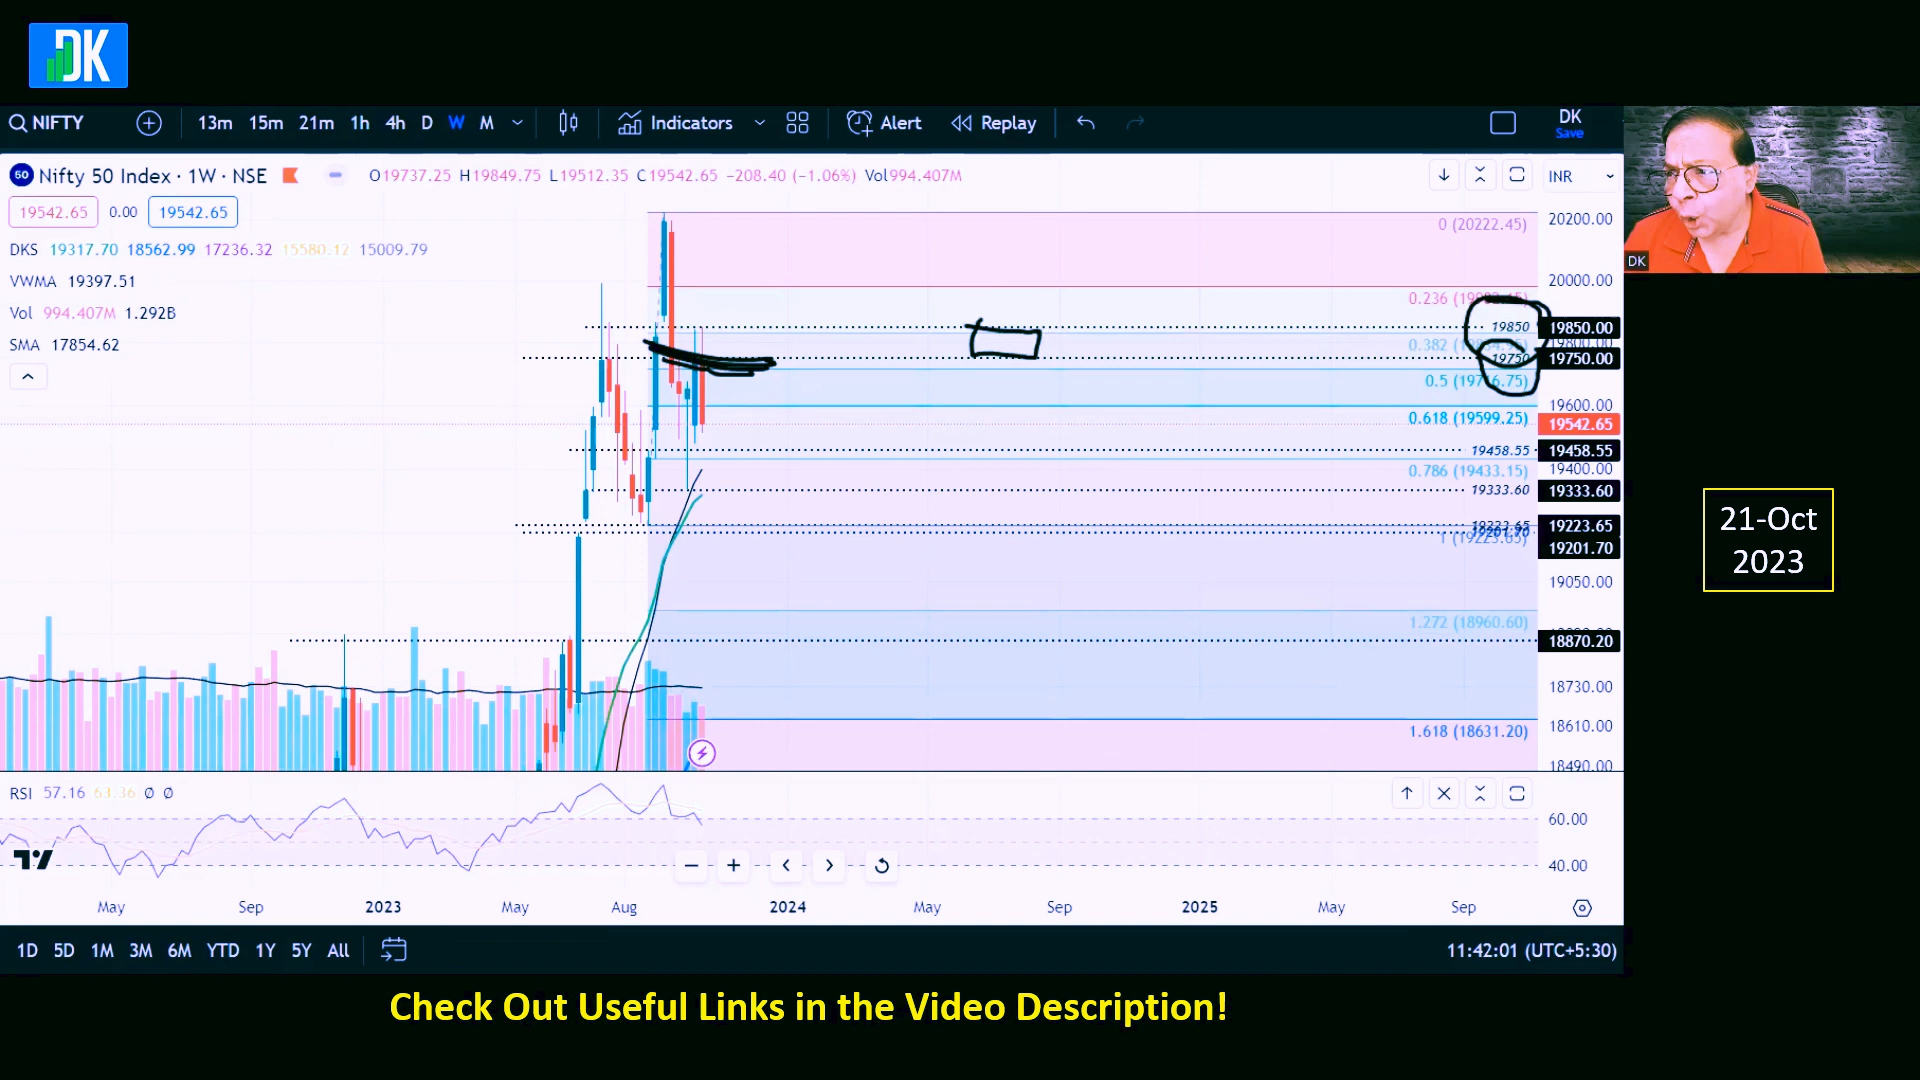 DK
NIFTY 13m 15m 21m 1h 4h D W M Indicators Alert Replay DK
Save
50 Nifty 50 Index · 1W · NSE O19737.25 H19849.75 L19512.35 C19542.65 −208.40 (−1.06%) Vol994.407M INR
19542.65 0.00 19542.65
DKS 19317.70 18562.99 17236.32 15580.12 15009.79
VWMA 19397.51
Vol 994.407M 1.292B
SMA 17854.62
0 (20222.45)
0.236
19850
0.382
19750
0.5
0.618 (19599.25)
19458.55
0.786 (19433.15)
19333.60
1 (19223.65)
1.272 (18960.60)
1.618 (18631.20)
20200.00
20000.00
19850.00
19800.00
19750.00
19600.00
19542.65
19458.55
19400.00
19333.60
19223.65
19201.70
19050.00
18870.20
18730.00
18610.00
18490.00
DK
21-Oct
2023
RSI 57.16 63.36 Ø Ø
60.00
40.00
May Sep 2023 May Aug 2024 May Sep 2025 May Sep
1D 5D 1M 3M 6M YTD 1Y 5Y All 11:42:01 (UTC+5:30)
Check Out Useful Links in the Video Description!